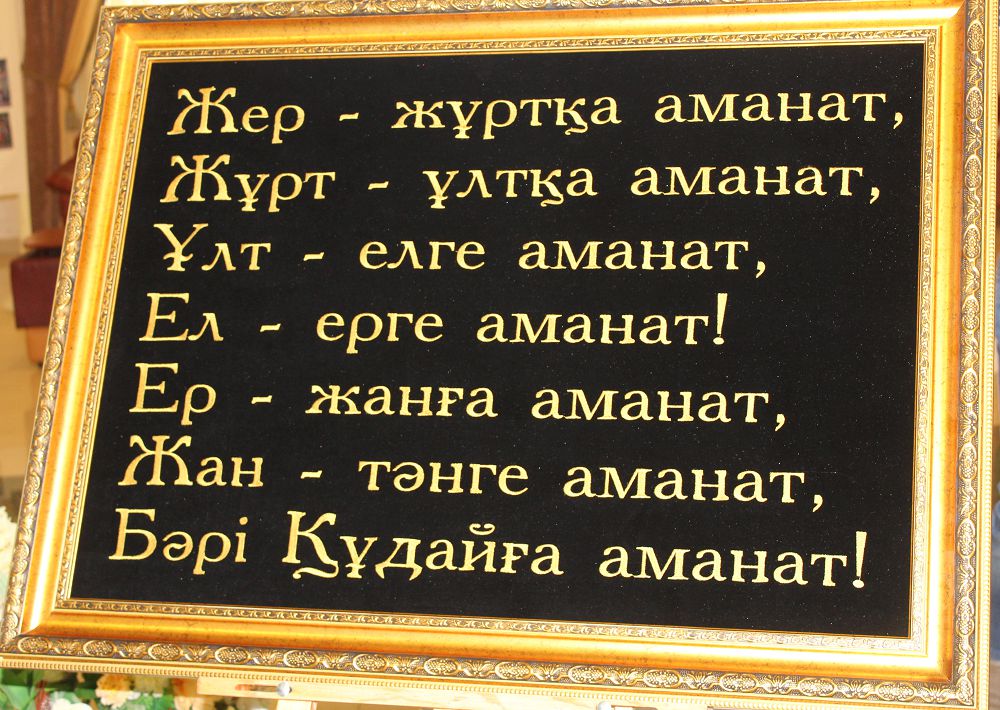 Жер - жұртқа аманат,
Жұрт - ұлтқа аманат,
Ұлт - елге аманат,
Ел - ерге аманат!
Ер - жанға аманат,
Жан - тәнге аманат,
Бәрі Құдайға аманат!